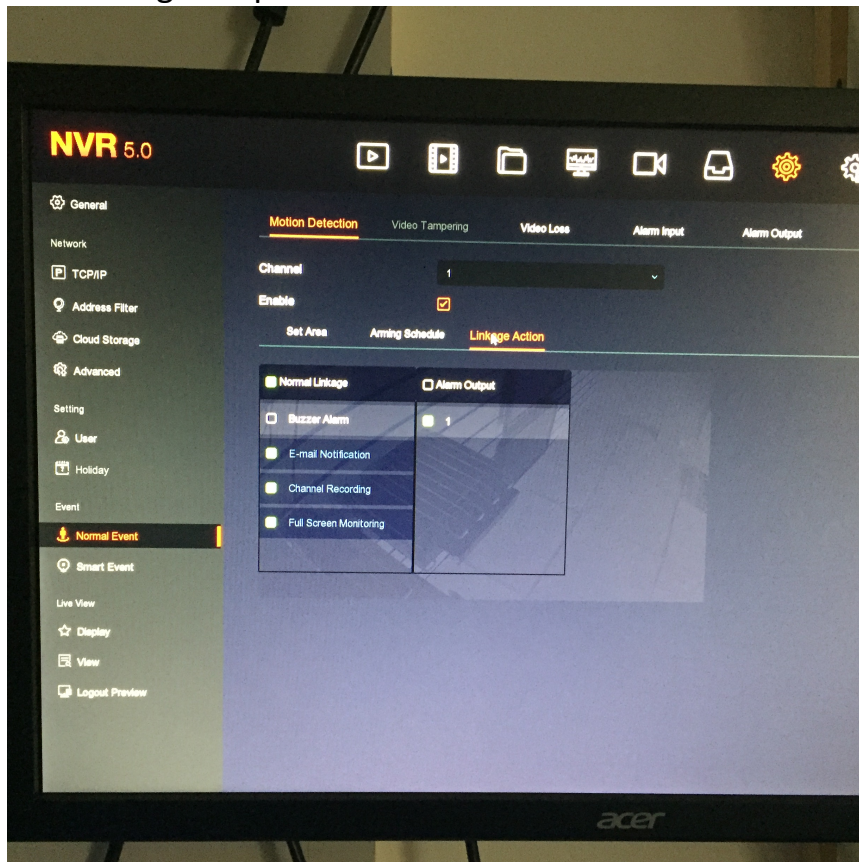 NVR 5.0
General
Network
TCP/IP
Address Filter
Cloud Storage
Advanced
Setting
User
Holiday
Event
Normal Event
Smart Event
Live View
Display
View
Logout Preview
Motion Detection Video Tampering Video Loss Alarm Input Alarm Output
Channel 1
Enable
Set Area Arming Schedule Linkage Action
Normal Linkage Alarm Output
Buzzer Alarm 1
E-mail Notification
Channel Recording
Full Screen Monitoring
acer